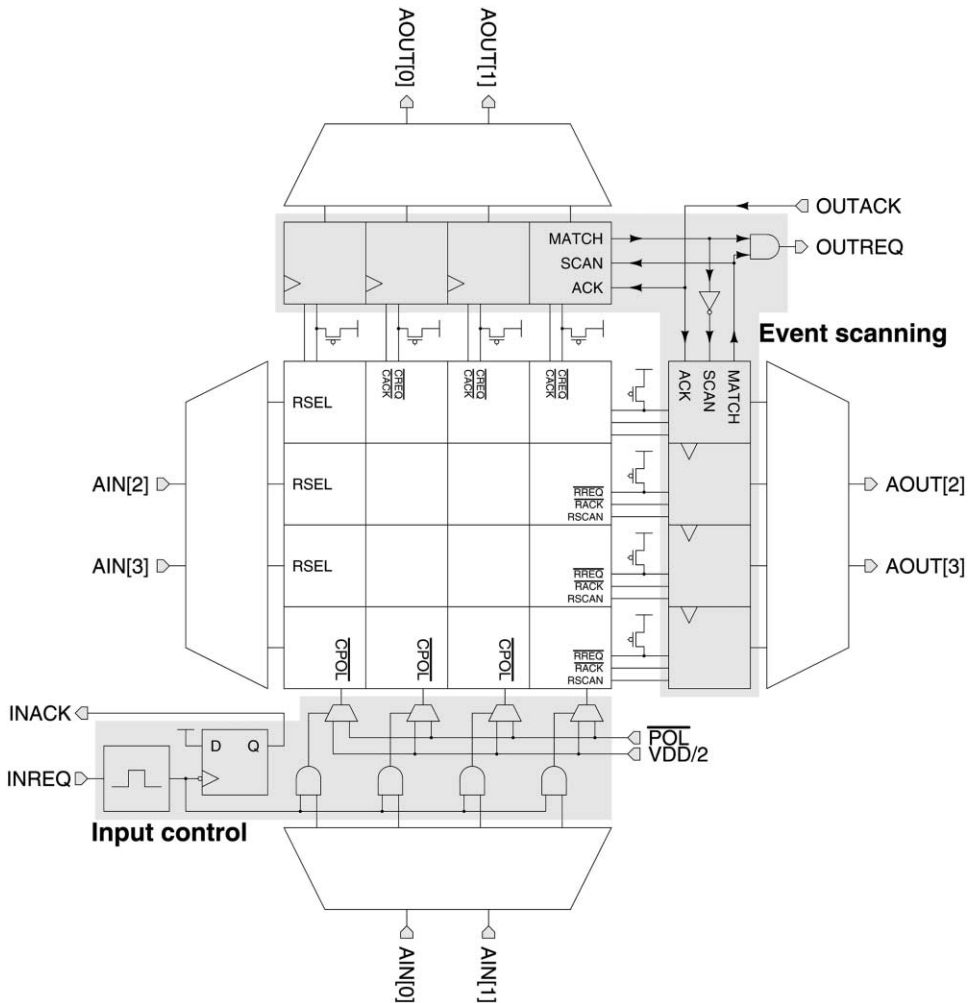 AOUT[0]
AOUT[1]
OUTACK
MATCH
OUTREQ
SCAN
ACK
Event scanning
CREQ
CACK
CREQ
CACK
CREQ
CACK
ACK
SCAN
MATCH
RSEL
AIN[2]
RSEL
RREQ
RACK
RSCAN
AOUT[2]
AIN[3]
RSEL
RREQ
RACK
RSCAN
AOUT[3]
CPOL
CPOL
CPOL
RREQ
RACK
RSCAN
INACK
D
Q
POL
VDD/2
INREQ
Input control
AIN[0]
AIN[1]